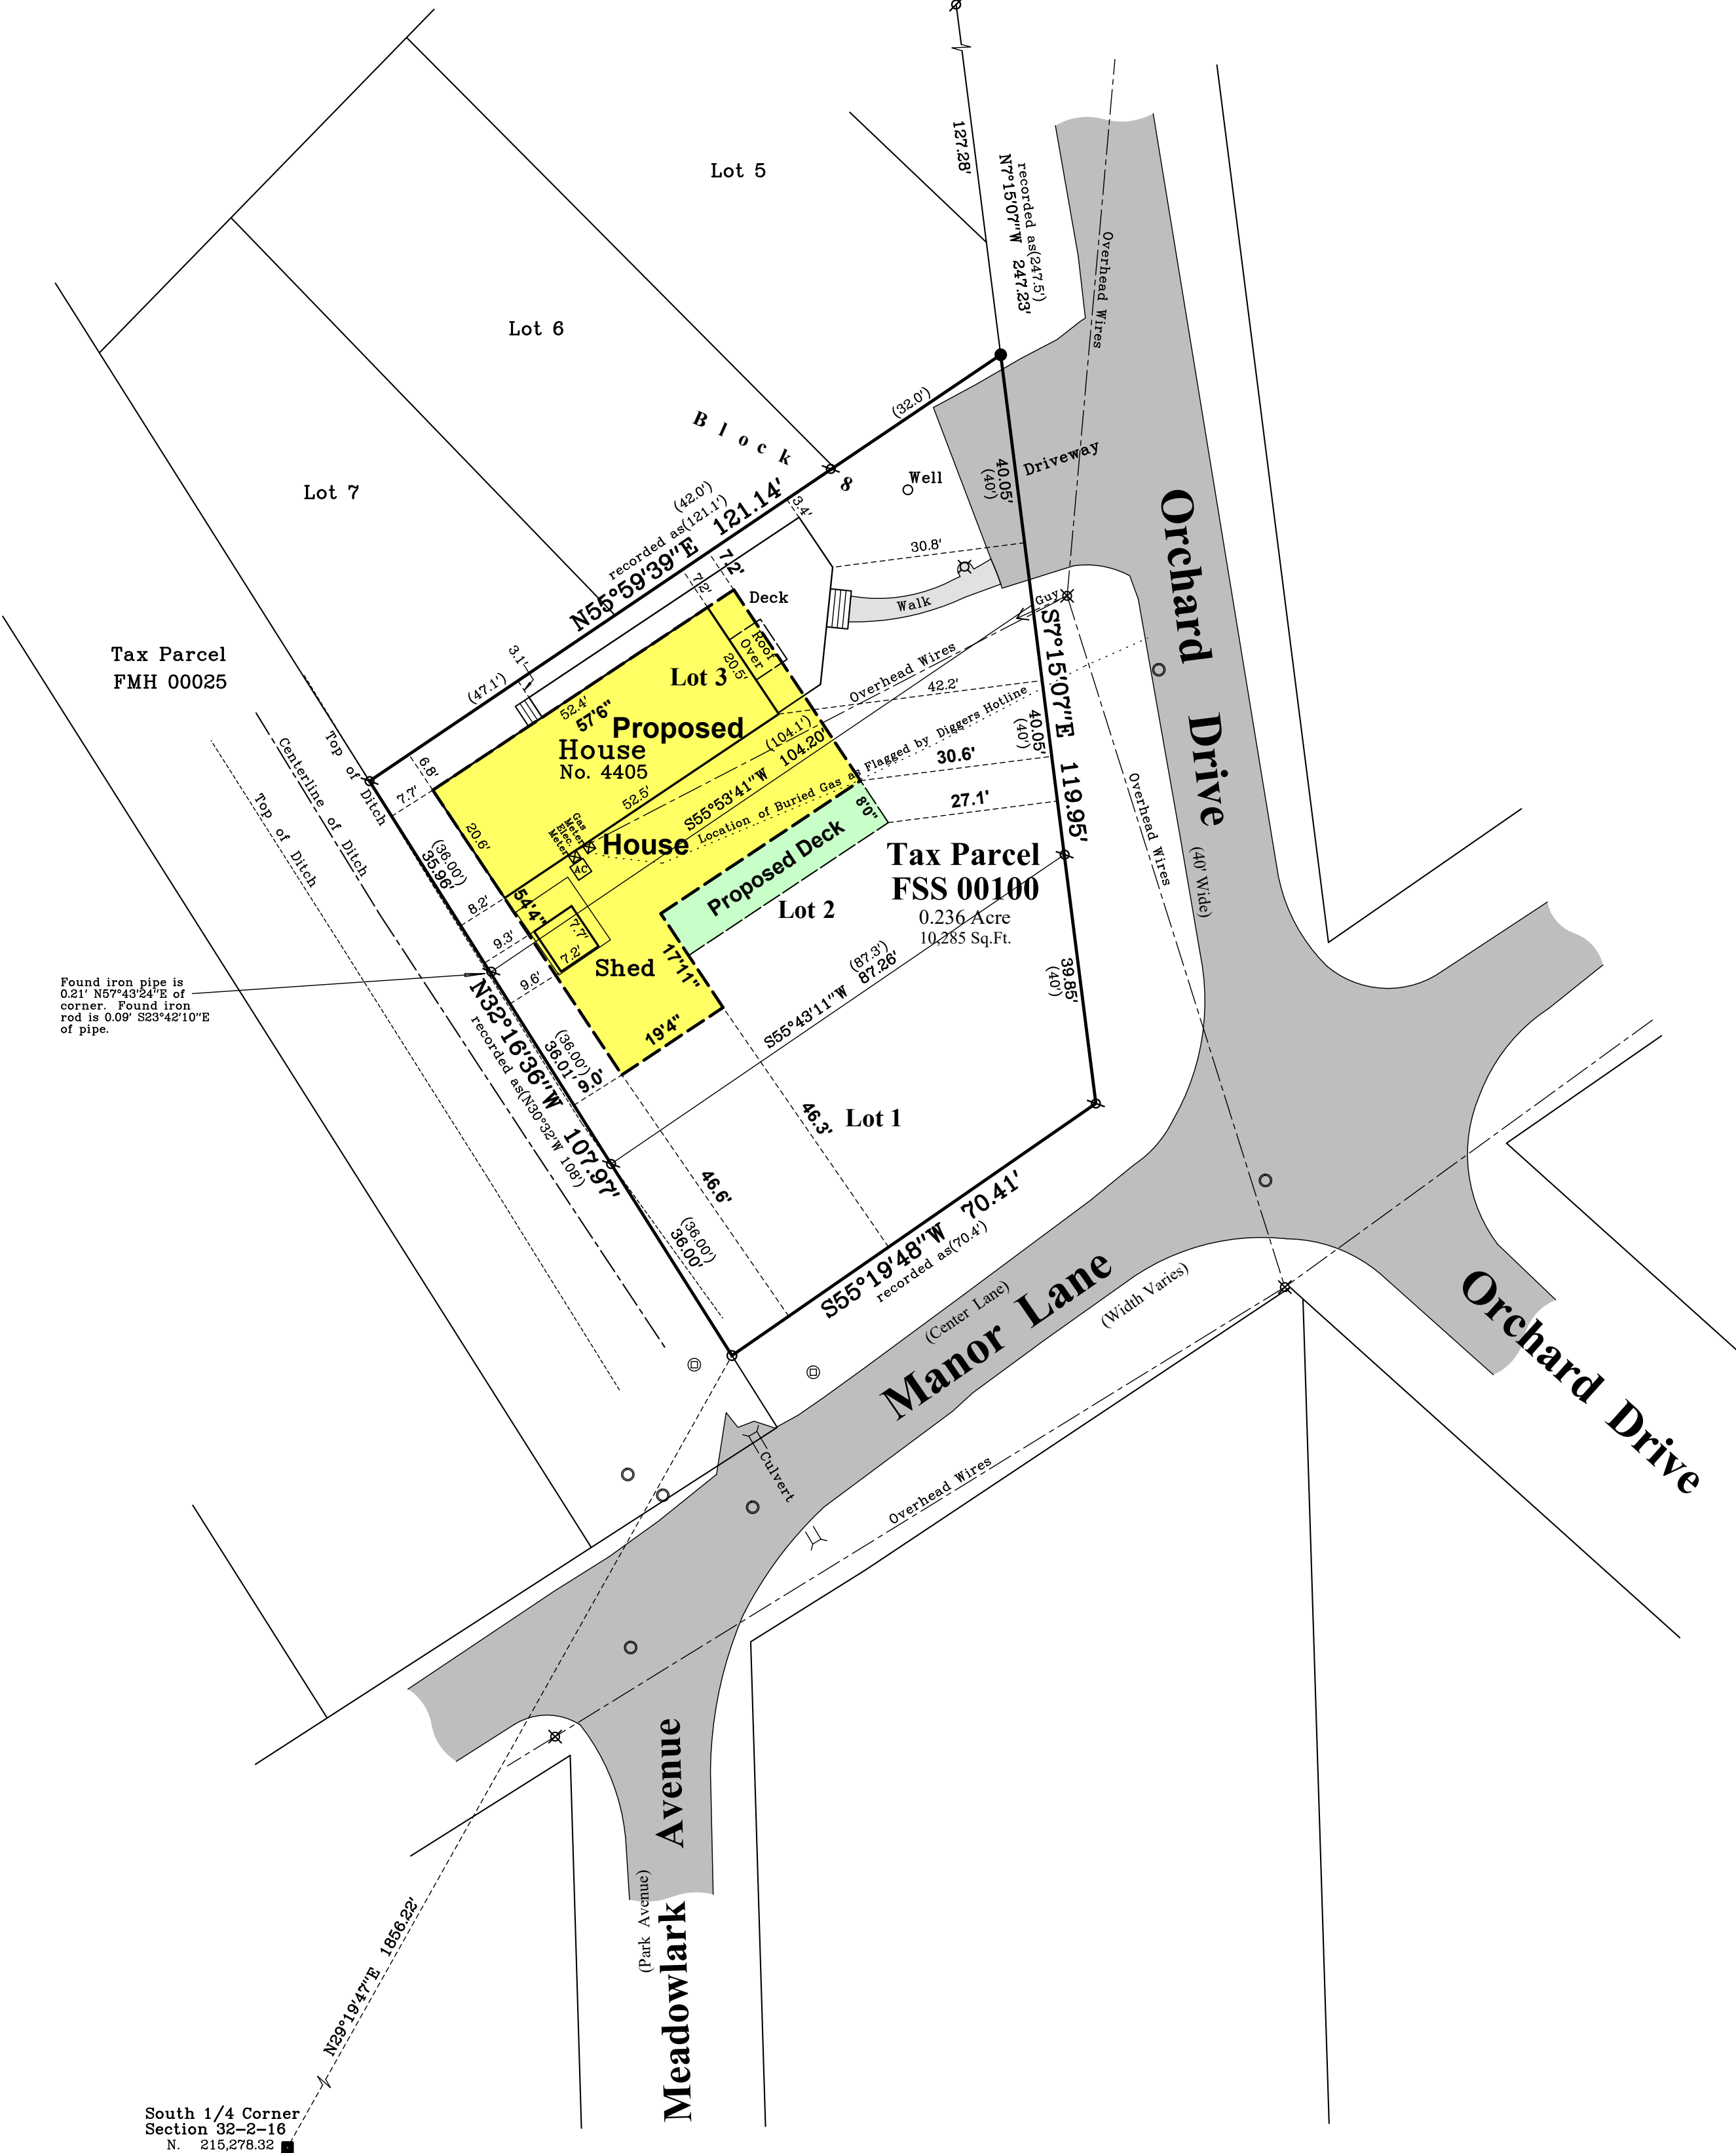 127.28'
recorded as(247.5')
N7°15'07"W 247.23'
Lot 5
Lot 6
Lot 7
Overhead Wires
(32.0')
Block 8
Well
40.05'
(40')
Driveway
(42.0')
recorded as(121.1')
N55°59'39"E 121.14'
3.4'
30.8'
7.2'
7.2'
Deck
Walk
Guy
Orchard Drive
(40' Wide)
Tax Parcel
FMH 00025
3.1'
(47.1')
Roof
Over
20.5'
Lot 3
52.4'
57'6"
Proposed
House
No. 4405
Overhead Wires
42.2'
S7°15'07"E 119.95'
40.05'
(40')
(104.1')
S55°53'41"W 104.20'
Location of Buried Gas as Flagged by Diggers Hotline
30.6'
27.1'
Overhead Wires
6.8'
7.7'
Top of Ditch
Centerline of Ditch
Top of Ditch
52.5'
Gas
Meter
Elec.
Meter
AC
House
20.6'
8'0"
Proposed Deck
Tax Parcel
FSS 00100
0.236 Acre
10,285 Sq.Ft.
Lot 2
(36.00')
35.96'
8.2'
54'4"
9.3'
7.7'
7.2'
9.6'
Shed
17'11"
19'4"
(87.3')
S55°43'11"W 87.26'
39.85'
(40')
Found iron pipe is
0.21' N57°43'24"E of
corner. Found iron
rod is 0.09' S23°42'10"E
of pipe.
N32°16'36"W 107.97'
recorded as(N30°32'W 108')
(36.00')
36.01'
9.0'
46.3'
Lot 1
46.6'
(36.00')
36.00'
S55°19'48"W 70.41'
recorded as(70.4')
(Center Lane)
Manor Lane
(Width Varies)
Orchard Drive
Culvert
Overhead Wires
Meadowlark Avenue
(Park Avenue)
N29°19'47"E 1856.22'
South 1/4 Corner
Section 32-2-16
N. 215,278.32